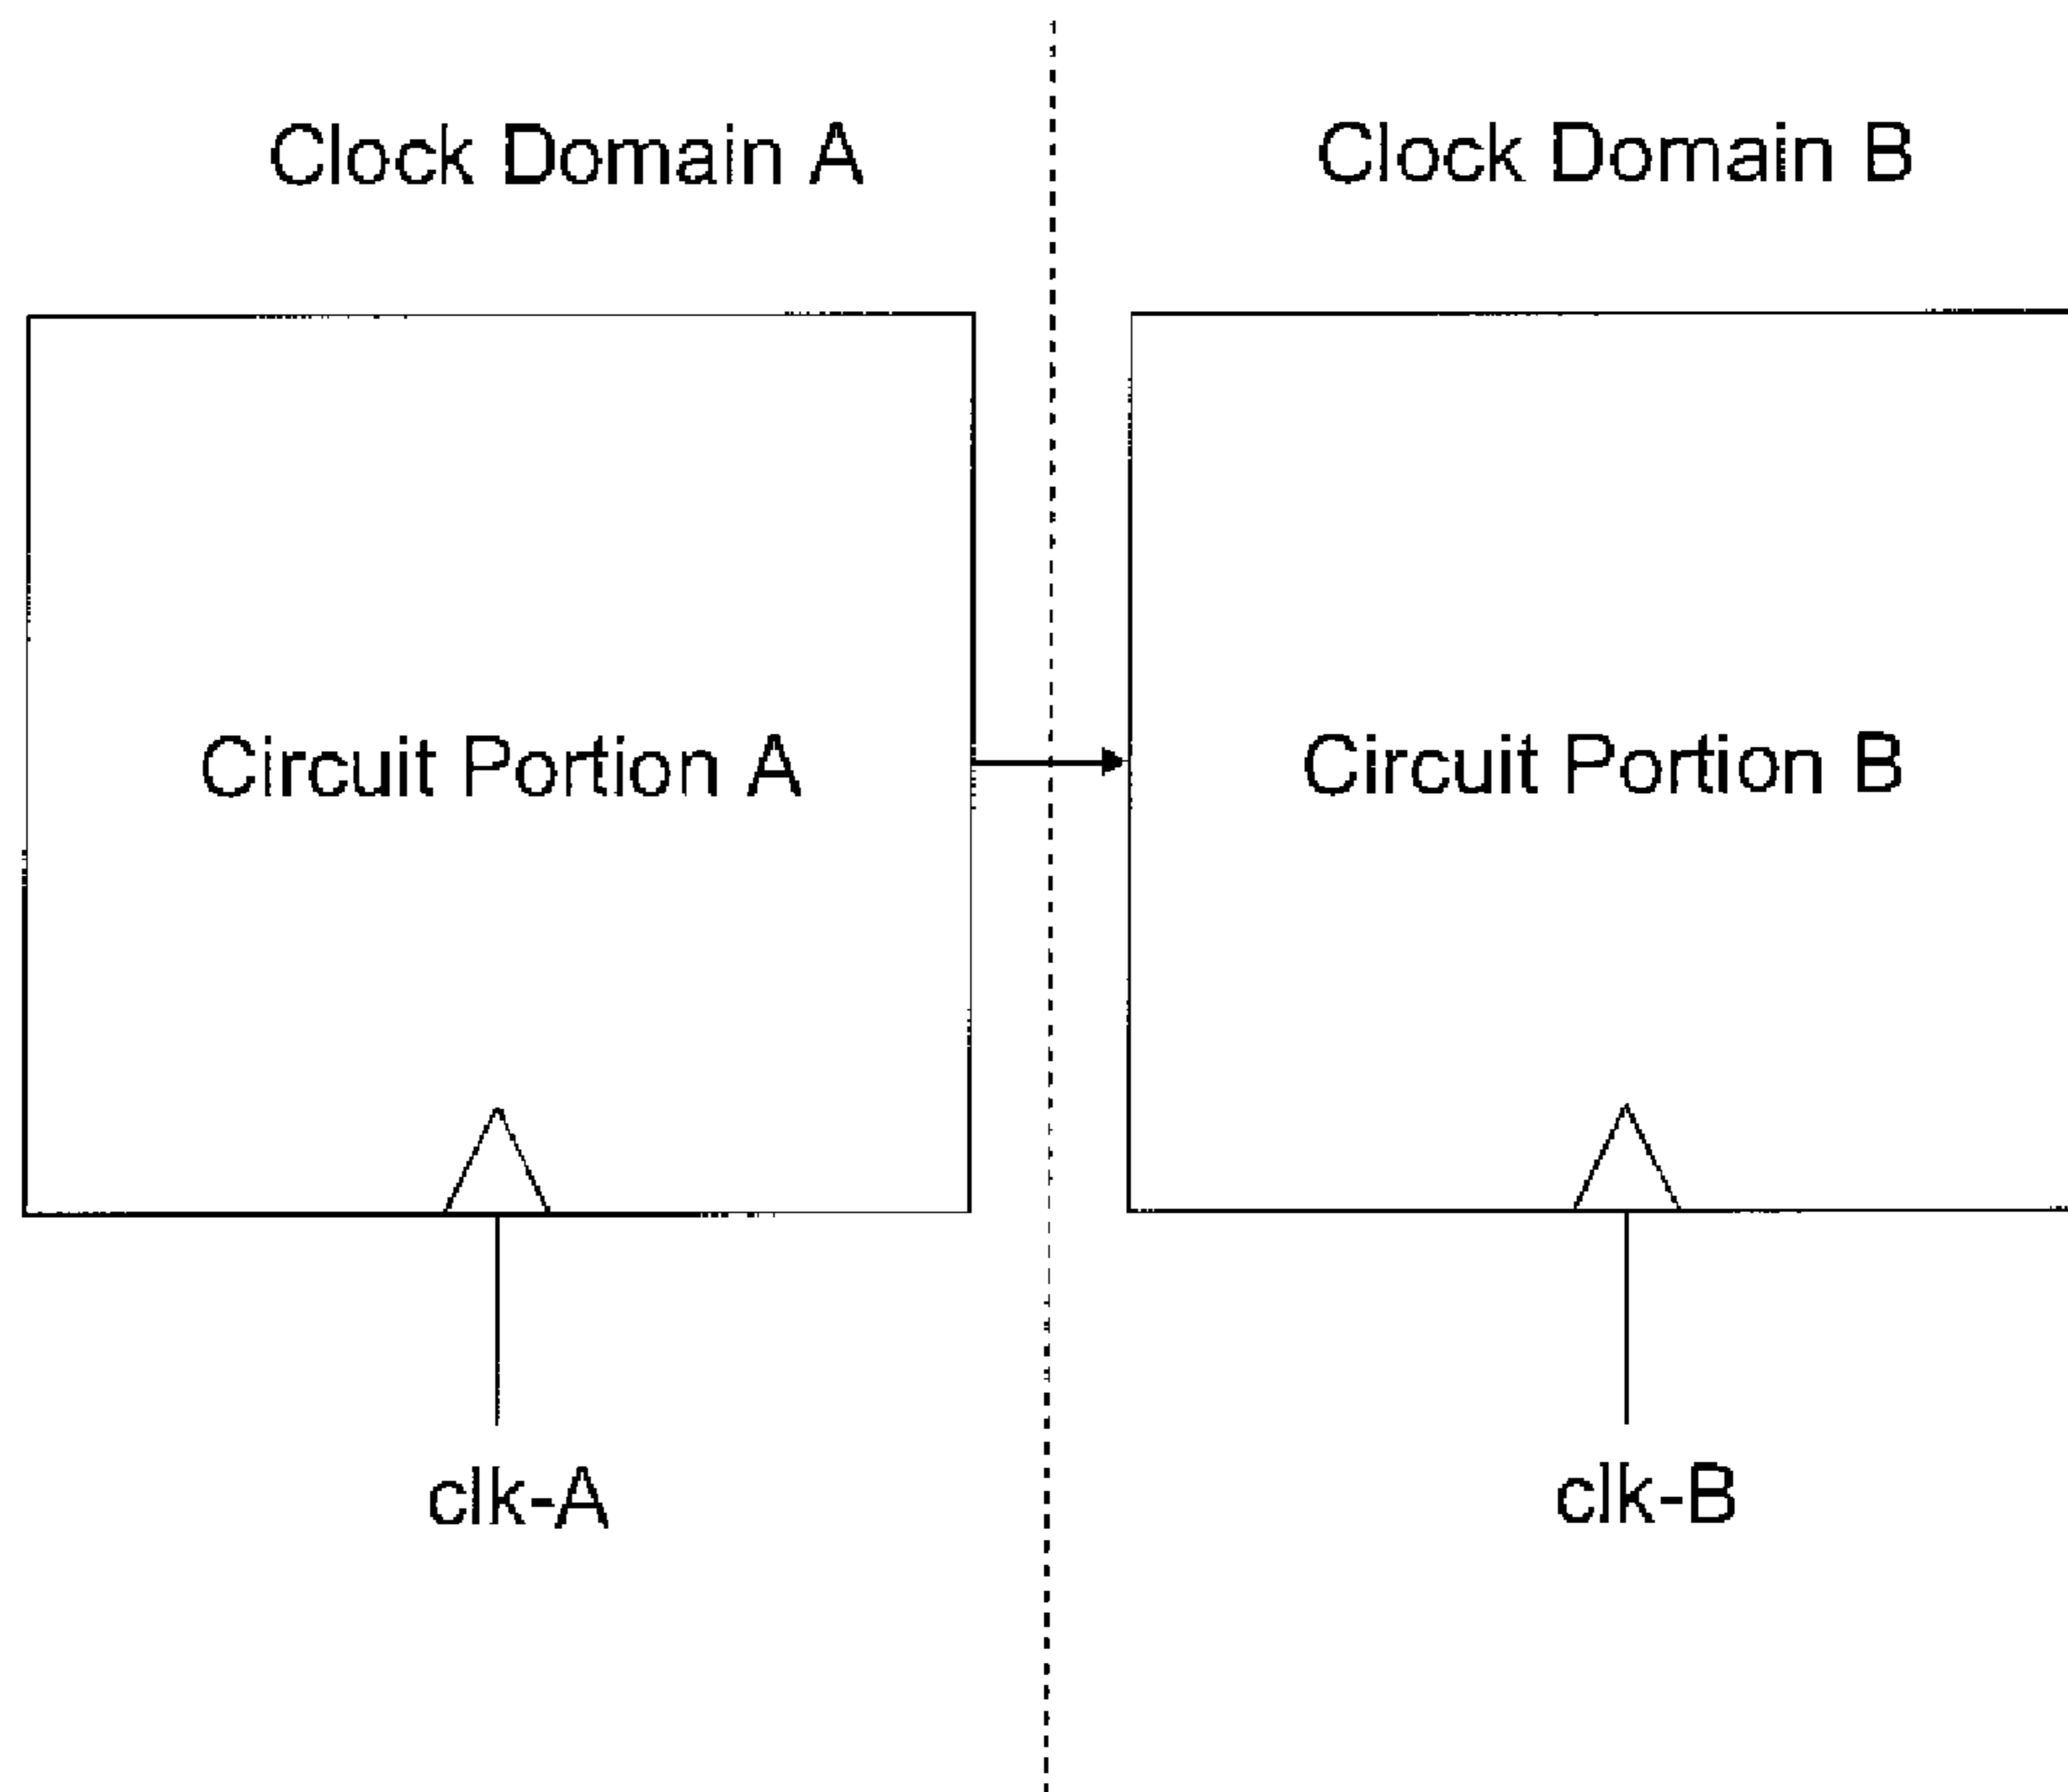 Clock Domain A
Clock Domain B
Circuit Portion A
Circuit Portion B
clk-A
clk-B